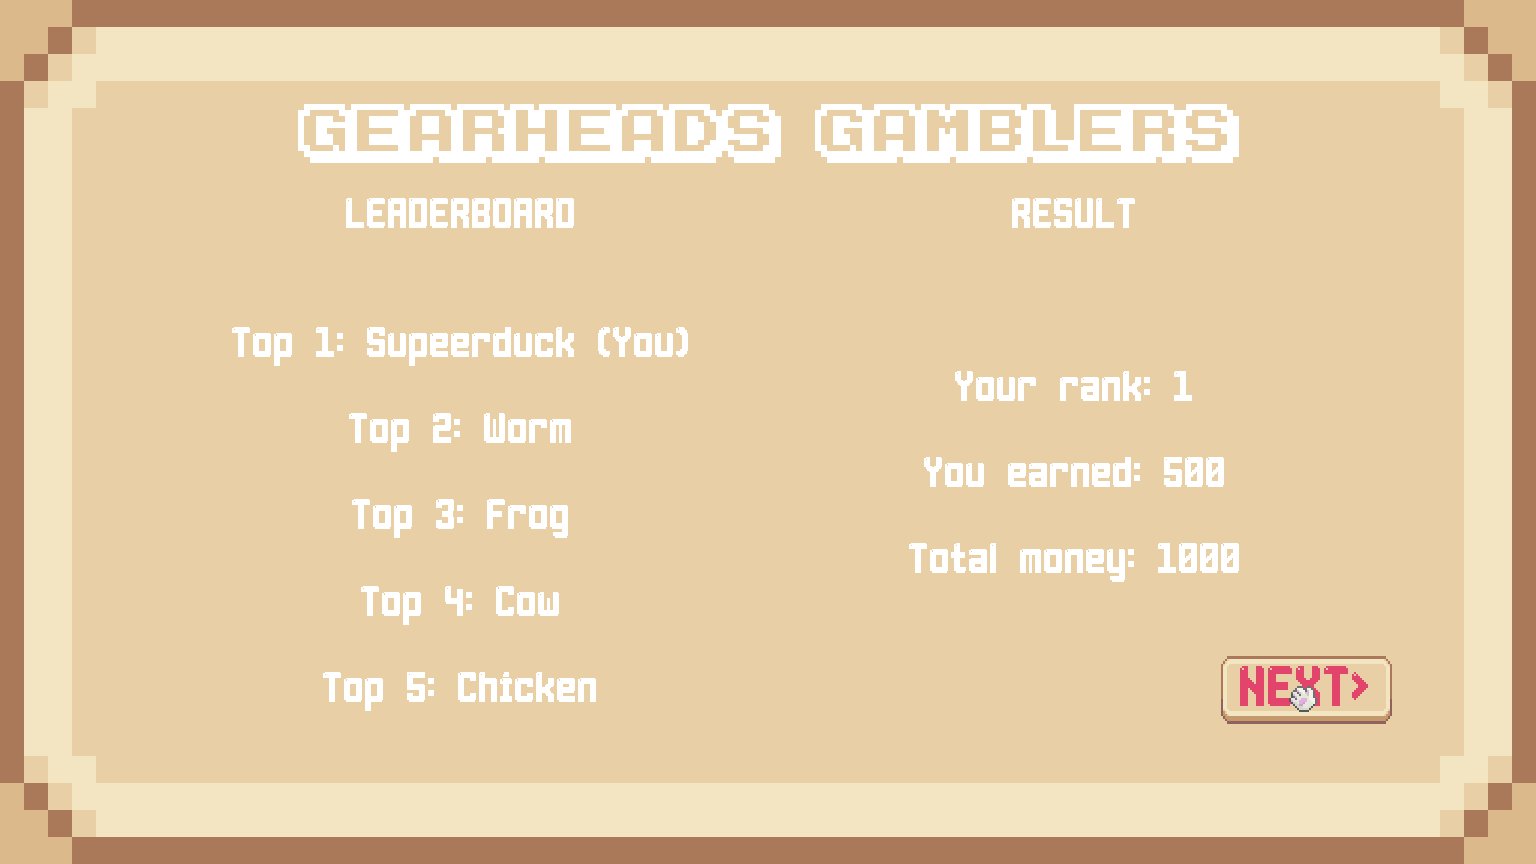 GEARHEADS GAMBLERS
LEADERBOARD
Top 1: Supeerduck (You)
Top 2: Worm
Top 3: Frog
Top 4: Cow
Top 5: Chicken
RESULT
Your rank: 1
You earned: 500
Total money: 1000
NEXT>